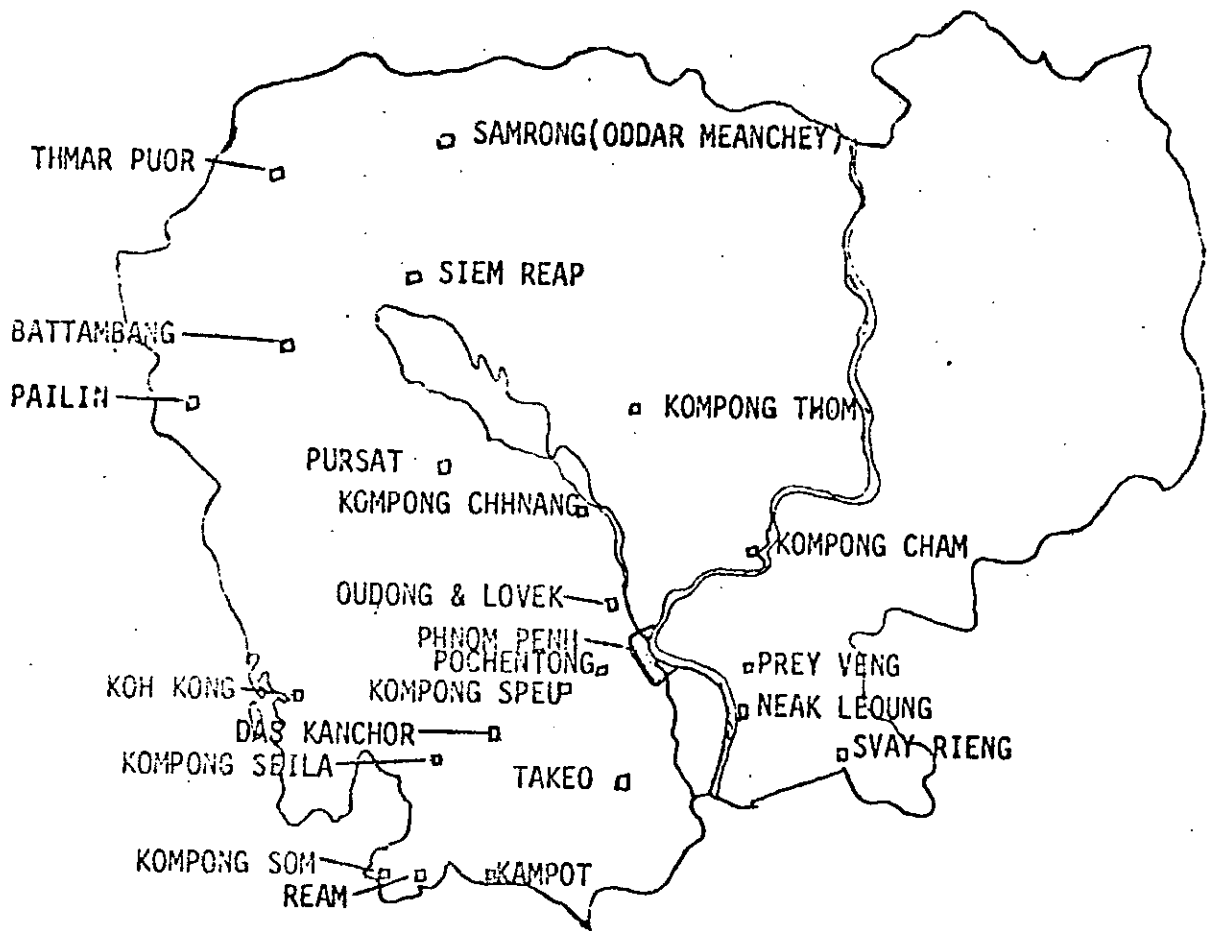 SAMRONG(ODDAR MEANCHEY)
THMAR PUOR
SIEM REAP
BATTAMBANG
PAILIN
KOMPONG THOM
PURSAT
KOMPONG CHHNANG
KOMPONG CHAM
OUDONG & LOVEK
PHNOM PENH
POCHENTONG
PREY VENG
KOH KONG
KOMPONG SPEU
NEAK LEQUNG
DAS KANCHOR
SVAY RIENG
KOMPONG SEILA
TAKEO
KOMPONG SOM
KAMPOT
REAM